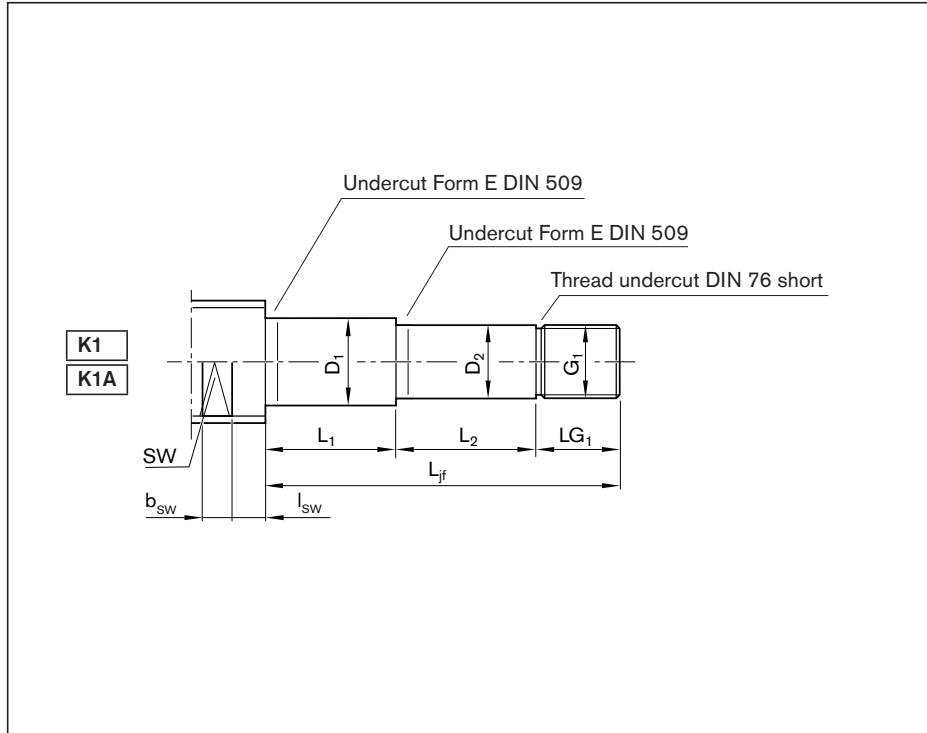 Undercut Form E DIN 509
Undercut Form E DIN 509
Thread undercut DIN 76 short
K1
K1A
D₁
D₂
G₁
L₁
L₂
LG₁
SW
Ljf
bSW
lSW